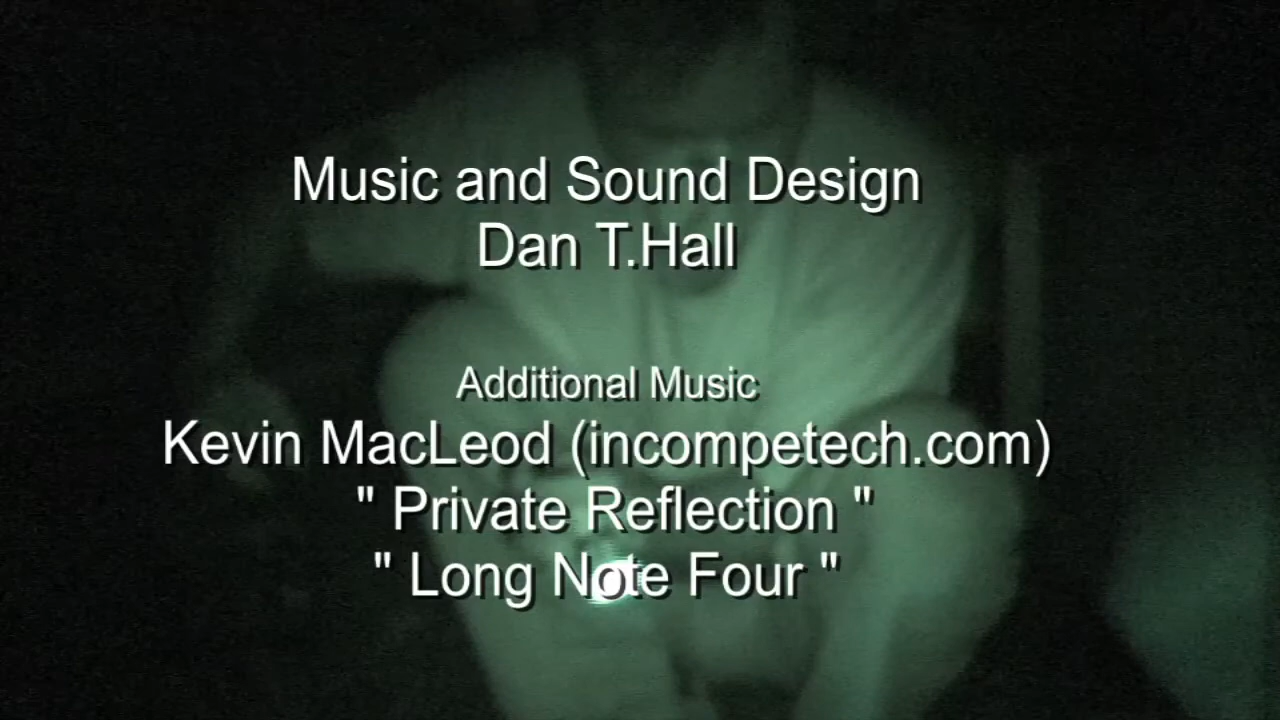 Music and Sound Design
Dan T.Hall
Additional Music
Kevin MacLeod (incompetech.com)
" Private Reflection "
" Long Note Four "